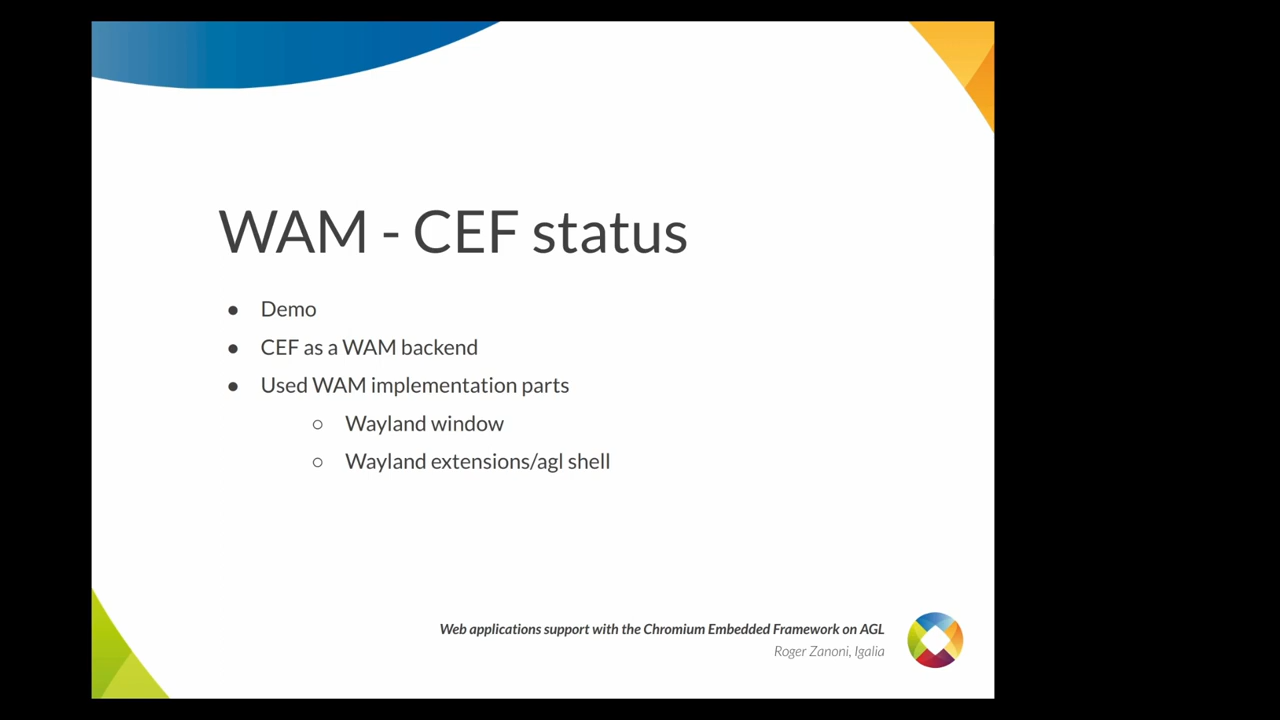 WAM - CEF status
● Demo
● CEF as a WAM backend
● Used WAM implementation parts
○ Wayland window
○ Wayland extensions/agl shell
Web applications support with the Chromium Embedded Framework on AGL
Roger Zanoni, Igalia